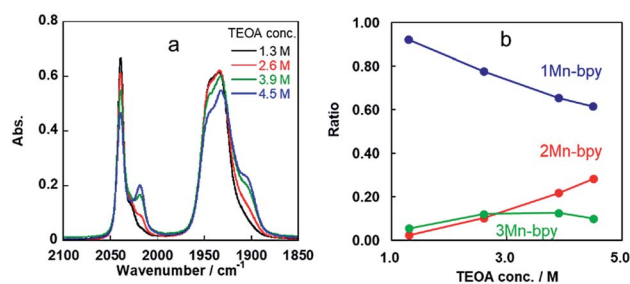 a
TEOA conc.
1.3 M
2.6 M
3.9 M
4.5 M
Abs.
0.8
0.6
0.4
0.2
0
2100 2050 2000 1950 1900 1850
Wavenumber / cm-1
b
1Mn-bpy
2Mn-bpy
3Mn-bpy
Ratio
1.00
0.80
0.60
0.40
0.20
0.00
1.0 3.0 5.0
TEOA conc. / M